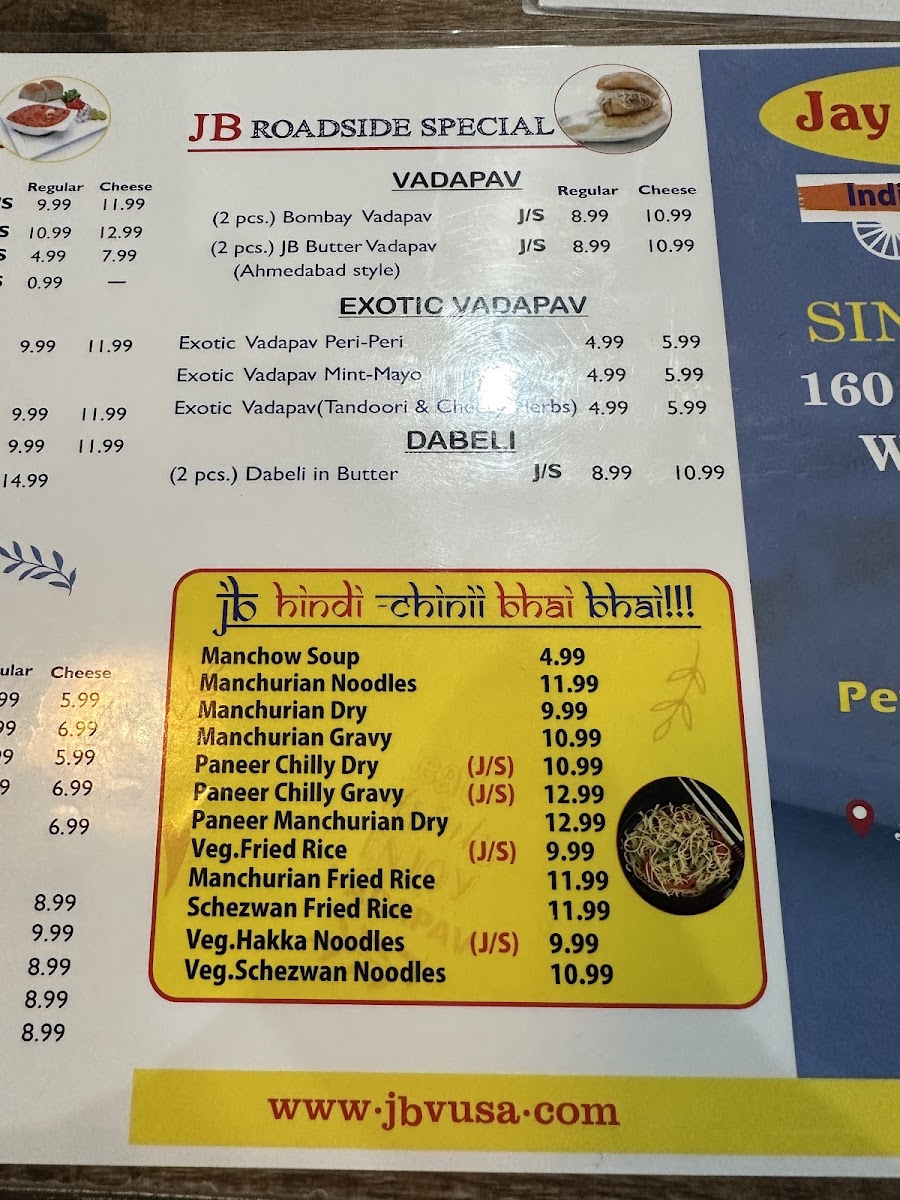 Regular Cheese
/S 9.99 11.99
S 10.99 12.99
S 4.99 7.99
0.99 —
9.99 11.99
9.99 11.99
9.99 11.99
14.99
ular Cheese
99 5.99
99 6.99
99 5.99
9 6.99
6.99
8.99
9.99
8.99
8.99
8.99
JB ROADSIDE SPECIAL
VADAPAV
Regular Cheese
(2 pcs.) Bombay Vadapav J/S 8.99 10.99
(2 pcs.) JB Butter Vadapav J/S 8.99 10.99
(Ahmedabad style)
EXOTIC VADAPAV
Exotic Vadapav Peri-Peri 4.99 5.99
Exotic Vadapav Mint-Mayo 4.99 5.99
Exotic Vadapav(Tandoori & Herbs) 4.99 5.99
DABELI
(2 pcs.) Dabeli in Butter J/S 8.99 10.99
jb hindi -chinii bhai bhai!!!
Manchow Soup 4.99
Manchurian Noodles 11.99
Manchurian Dry 9.99
Manchurian Gravy 10.99
Paneer Chilly Dry (J/S) 10.99
Paneer Chilly Gravy (J/S) 12.99
Paneer Manchurian Dry 12.99
Veg.Fried Rice (J/S) 9.99
Manchurian Fried Rice 11.99
Schezwan Fried Rice 11.99
Veg.Hakka Noodles (J/S) 9.99
Veg.Schezwan Noodles 10.99
www.jbvusa.com
Jay
Indi
SIN
160
W
Pe